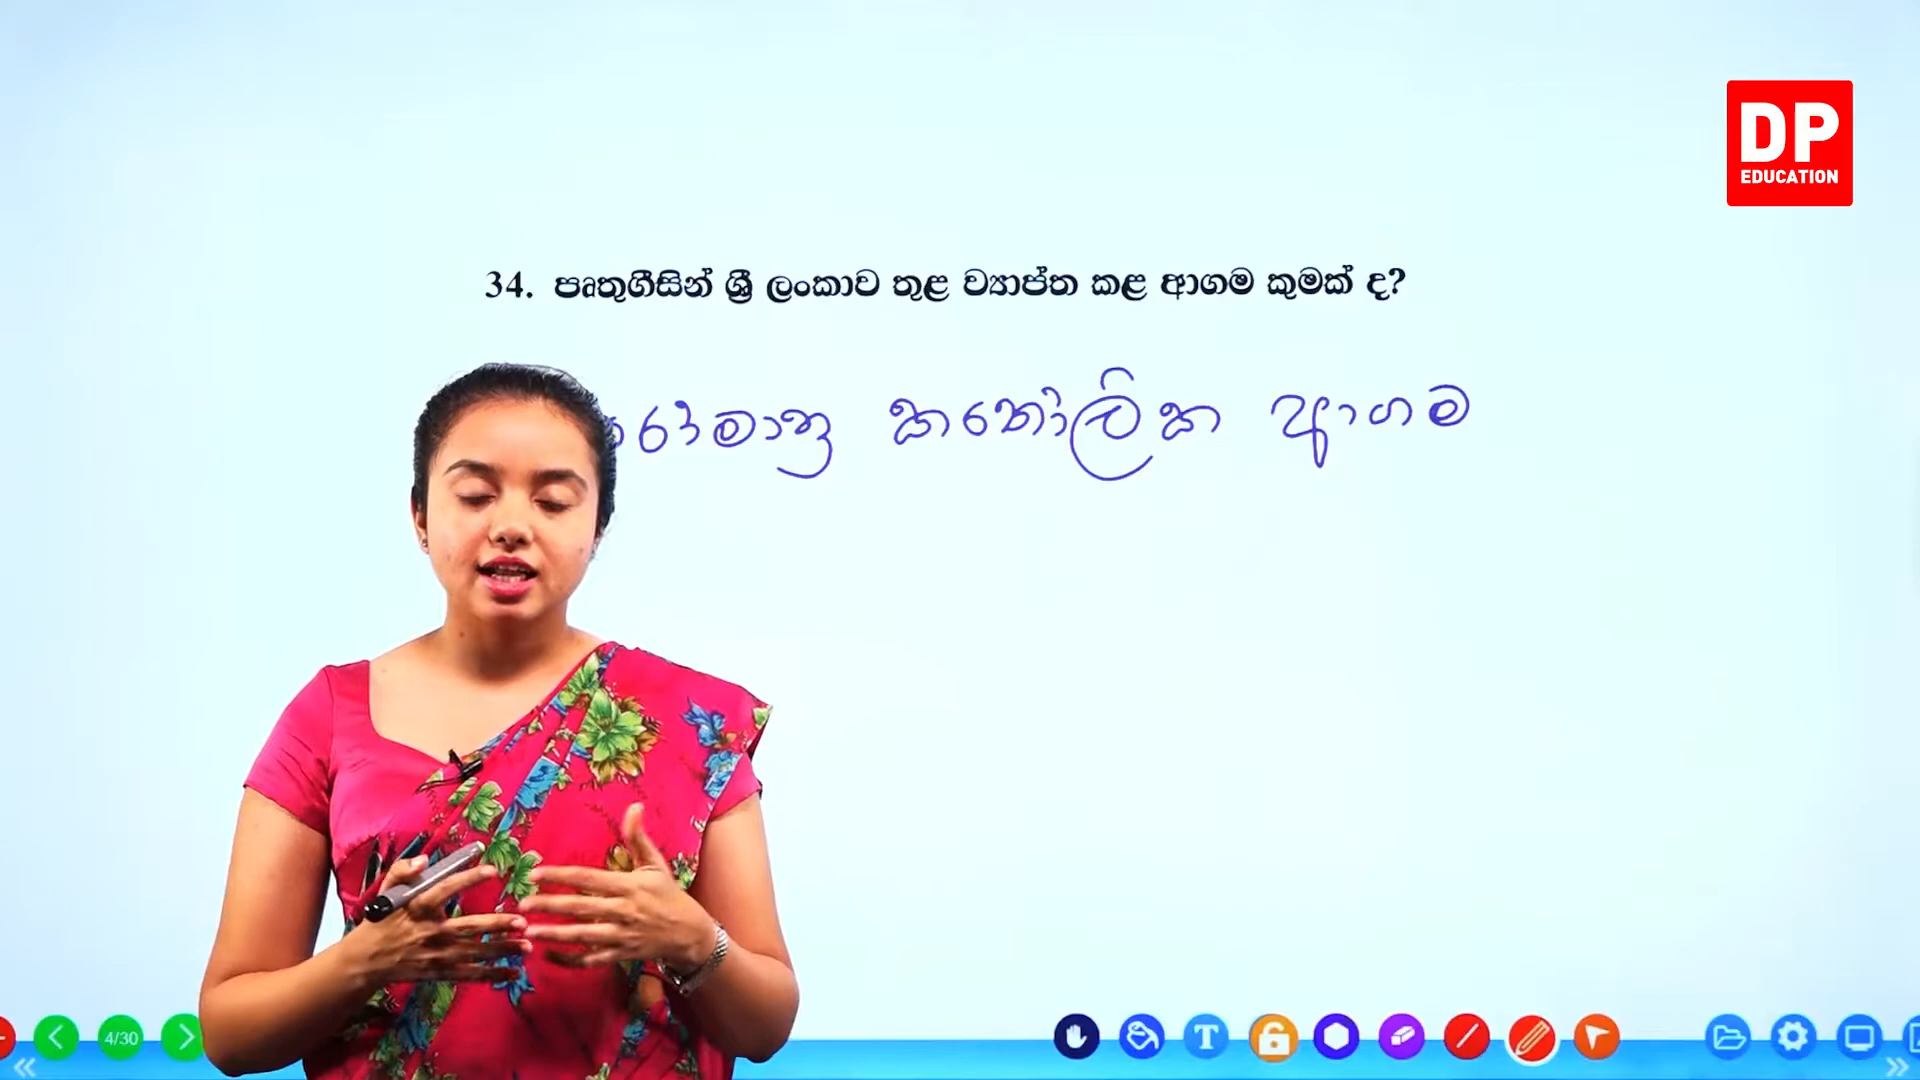 DP
EDUCATION
34. පෘතුගීසින් ශ්‍රී ලංකාව තුළ ව්‍යාප්ත කළ ආගම කුමක් ද?
රෝමානු කතෝලික ආගම
4/30
T